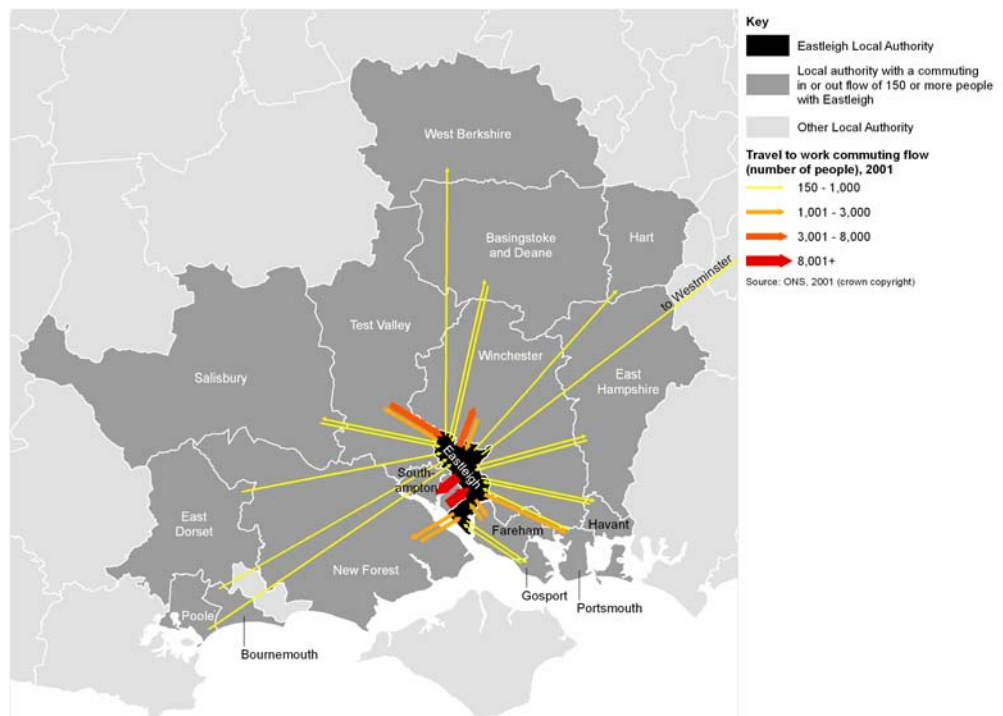 Key
Eastleigh Local Authority
Local authority with a commuting
in or out flow of 150 or more people
with Eastleigh
Other Local Authority
Travel to work commuting flow
(number of people), 2001
150 - 1,000
1,001 - 3,000
3,001 - 8,000
8,001+
Source: ONS, 2001 (crown copyright)
West Berkshire
Basingstoke
and Deane
Hart
to Westminster
Test Valley
Winchester
Salisbury
East
Hampshire
Eastleigh
South-
ampton
East
Dorset
Fareham
Havant
New Forest
Gosport
Portsmouth
Poole
Bournemouth